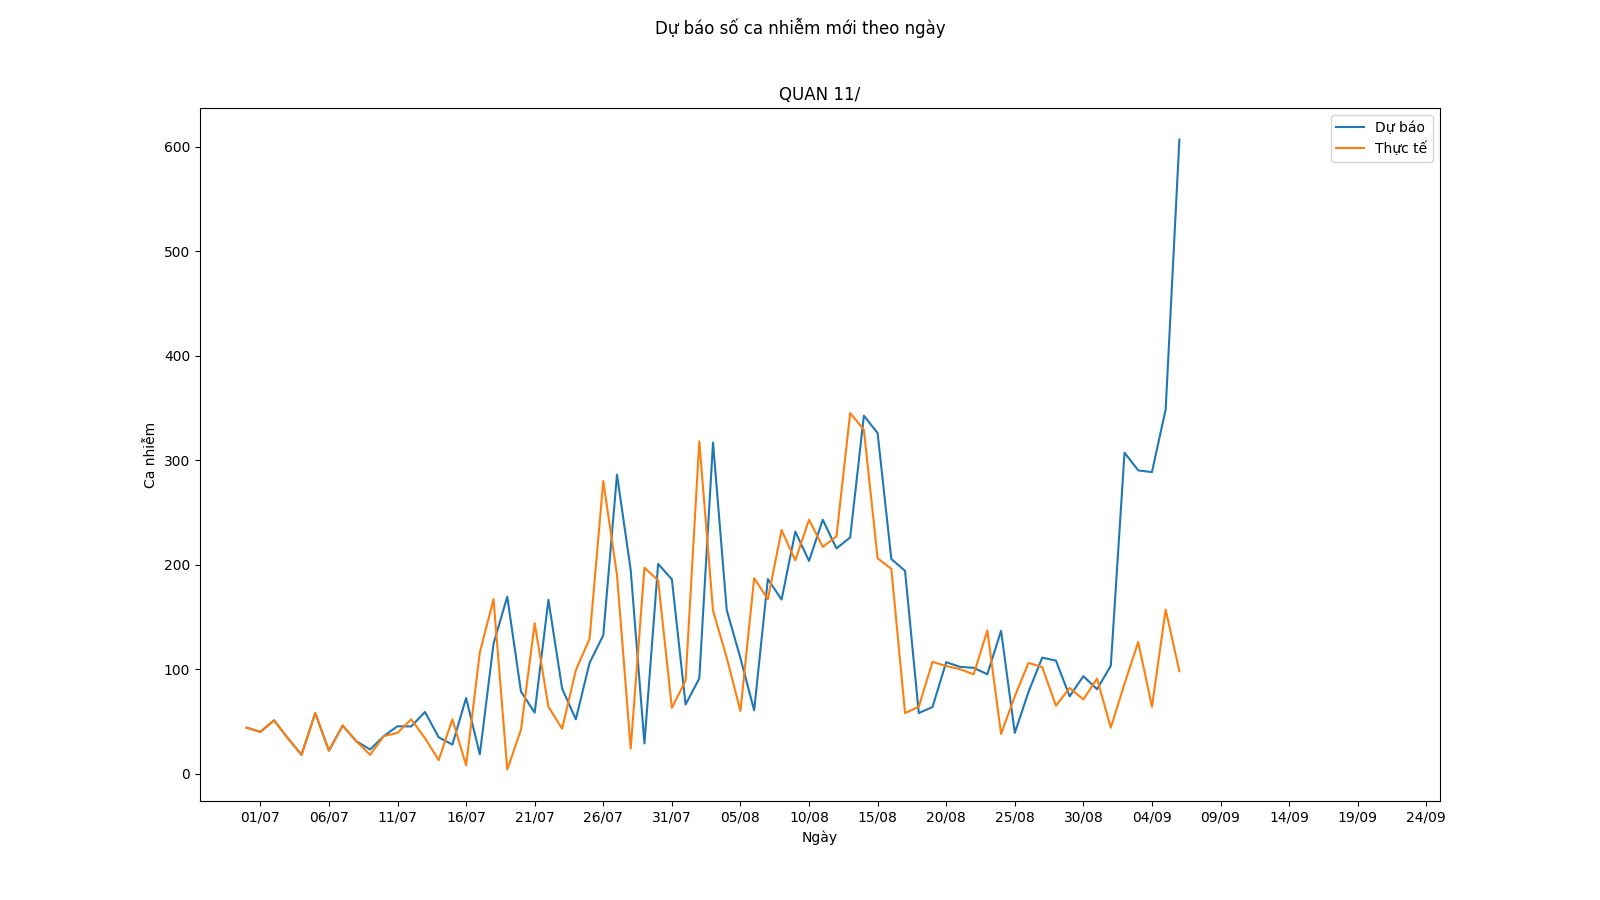 Dự báo số ca nhiễm mới theo ngày
QUAN 11/
Dự báo
Thực tế
600
500
400
300
200
100
0
Ca nhiễm
01/07 06/07 11/07 16/07 21/07 26/07 31/07 05/08 10/08 15/08 20/08 25/08 30/08 04/09 09/09 14/09 19/09 24/09
Ngày